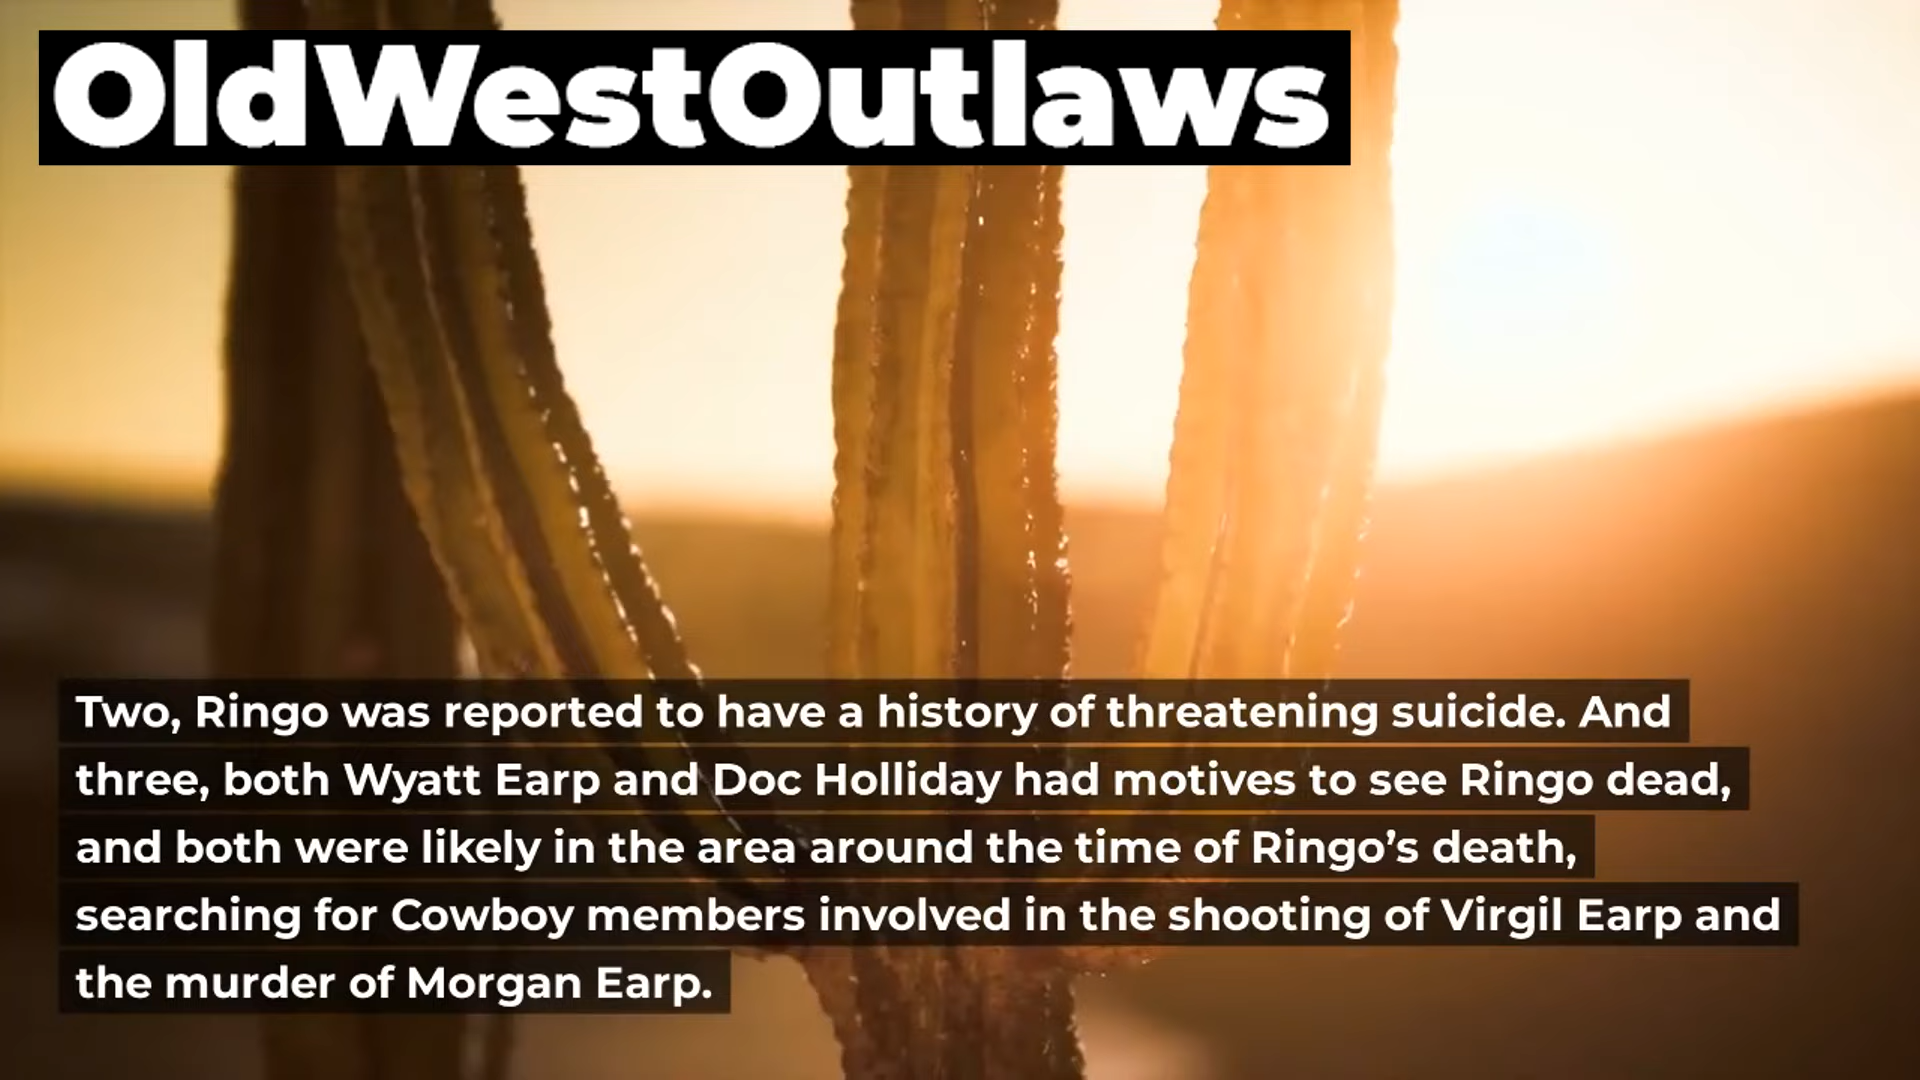 OldWestOutlaws
Two, Ringo was reported to have a history of threatening suicide. And
three, both Wyatt Earp and Doc Holliday had motives to see Ringo dead,
and both were likely in the area around the time of Ringo’s death,
searching for Cowboy members involved in the shooting of Virgil Earp and
the murder of Morgan Earp.